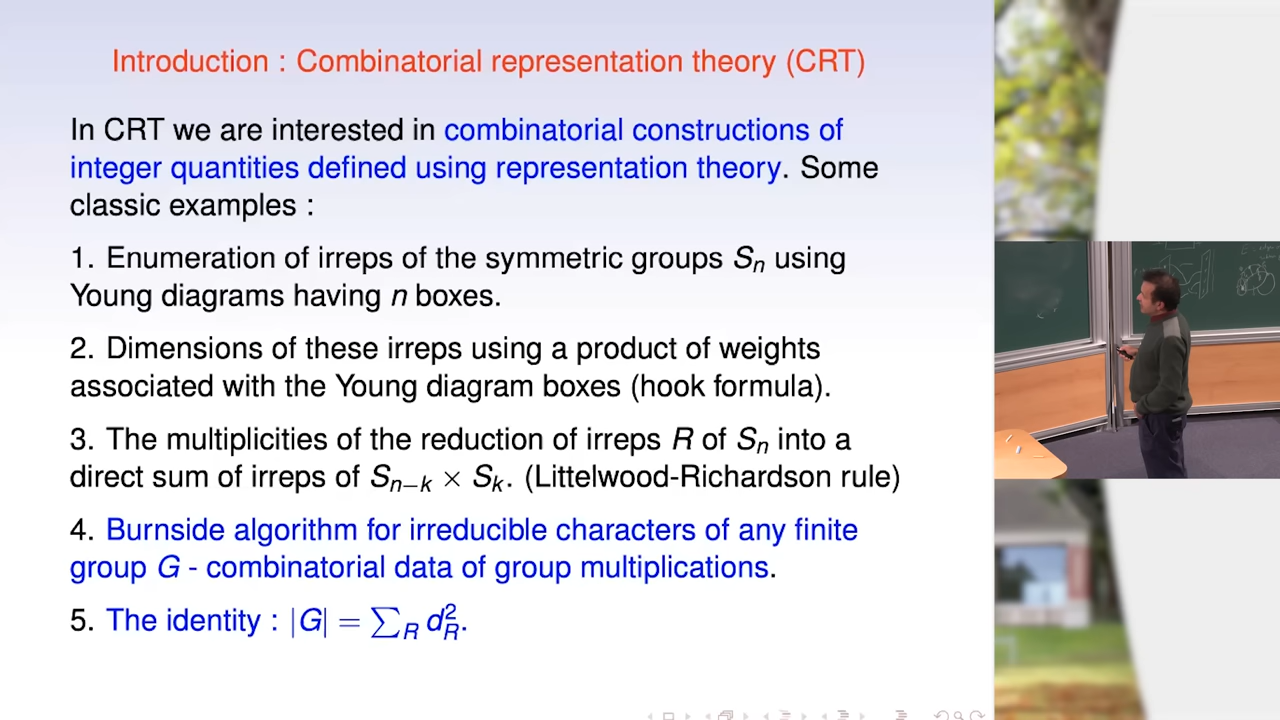 Introduction : Combinatorial representation theory (CRT)
In CRT we are interested in combinatorial constructions of
integer quantities defined using representation theory. Some
classic examples :
1. Enumeration of irreps of the symmetric groups Sₙ using
Young diagrams having n boxes.
2. Dimensions of these irreps using a product of weights
associated with the Young diagram boxes (hook formula).
3. The multiplicities of the reduction of irreps R of Sₙ into a
direct sum of irreps of Sₙ₋ₖ × Sₖ. (Littelwood-Richardson rule)
4. Burnside algorithm for irreducible characters of any finite
group G - combinatorial data of group multiplications.
5. The identity : |G| = ∑_R d_R².